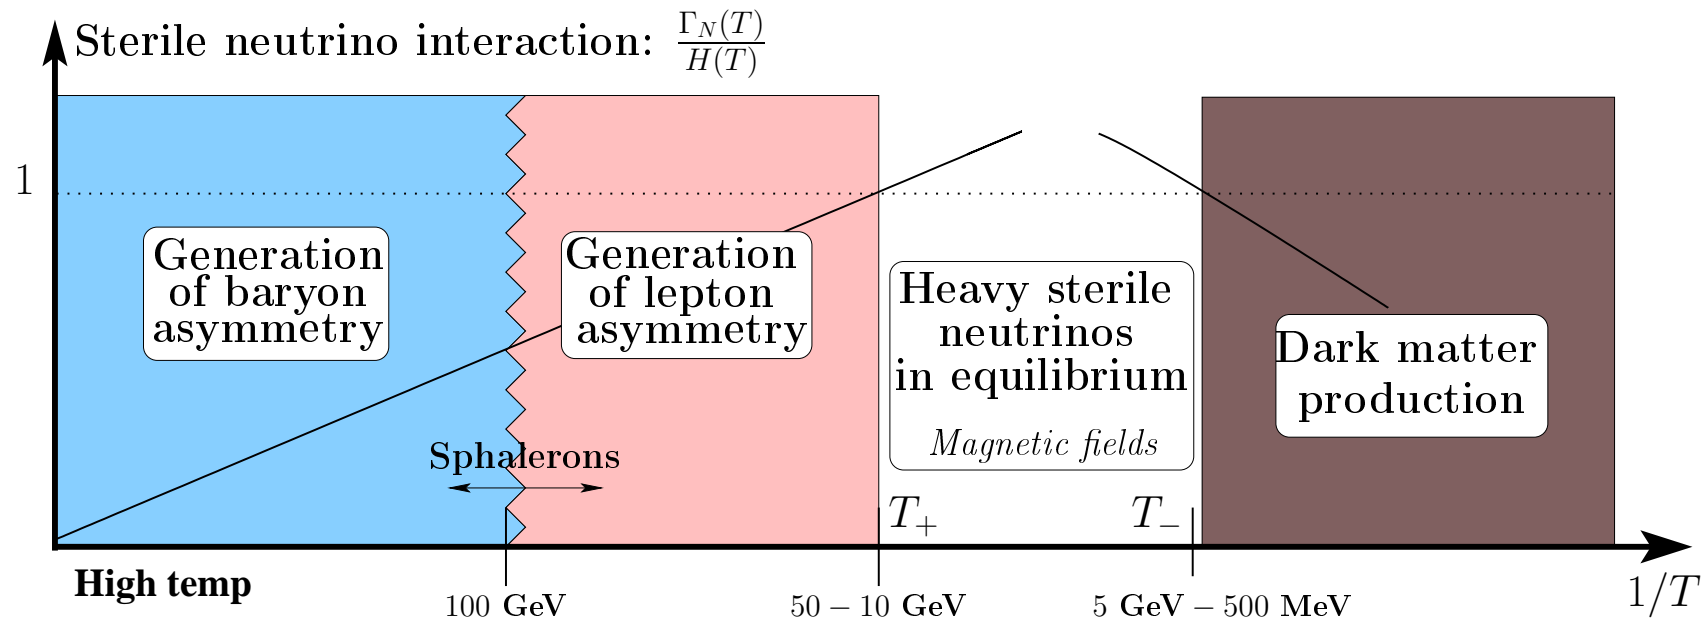 Sterile neutrino interaction: Γ_N(T)/H(T)
1
Generation
of baryon
asymmetry
Generation
of lepton
asymmetry
Heavy sterile
neutrinos
in equilibrium
Magnetic fields
Dark matter
production
Sphalerons
T_+
T_−
High temp
100 GeV
50 − 10 GeV
5 GeV − 500 MeV
1/T